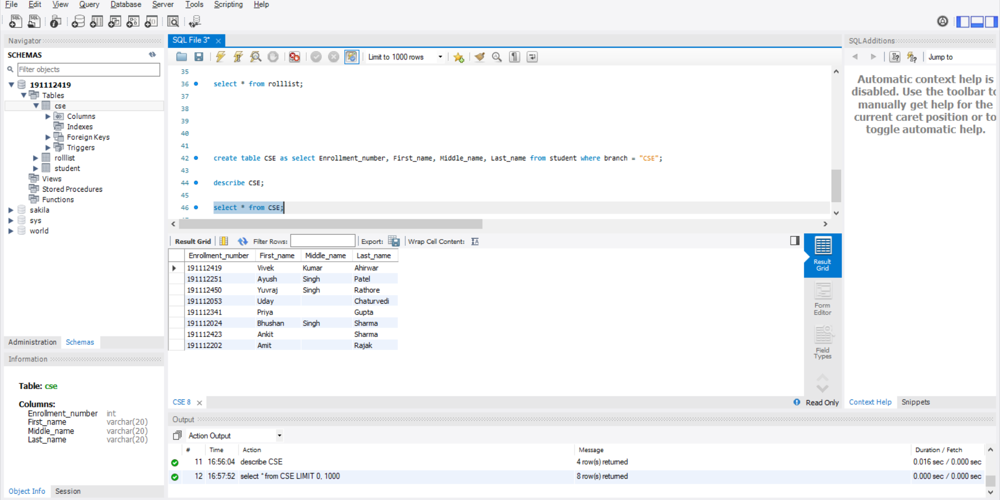 File Edit View Query Database Server Tools Scripting Help
Navigator
SCHEMAS
Filter objects
191112419
Tables
cse
Columns
Indexes
Foreign Keys
Triggers
rolllist
student
Views
Stored Procedures
Functions
sakila
sys
world
Administration Schemas
Information
Table: cse
Columns:
Enrollment_number int
First_name varchar(20)
Middle_name varchar(20)
Last_name varchar(20)
Object Info Session
SQL File 3*
Limit to 1000 rows
35
36 select * from rolllist;
37
38
39
40
41
42 create table CSE as select Enrollment_number, First_name, Middle_name, Last_name from student where branch = "CSE";
43
44 describe CSE;
45
46 select * from CSE;
Result Grid Filter Rows: Export: Wrap Cell Content:
Enrollment_number First_name Middle_name Last_name
191112419 Vivek Kumar Ahirwar
191112251 Ayush Singh Patel
191112450 Yuvraj Singh Rathore
191112053 Uday Chaturvedi
191112341 Priya Gupta
191112024 Bhushan Singh Sharma
191112423 Ankit Sharma
191112202 Amit Rajak
Result
Grid
Form
Editor
Field
Types
CSE 8 Read Only
Output
Action Output
# Time Action Message Duration / Fetch
11 16:56:04 describe CSE 4 row(s) returned 0.016 sec / 0.000 sec
12 16:57:52 select * from CSE LIMIT 0, 1000 8 row(s) returned 0.000 sec / 0.000 sec
SQLAdditions
Jump to
Automatic context help is
disabled. Use the toolbar to
manually get help for the
current caret position or to
toggle automatic help.
Context Help Snippets